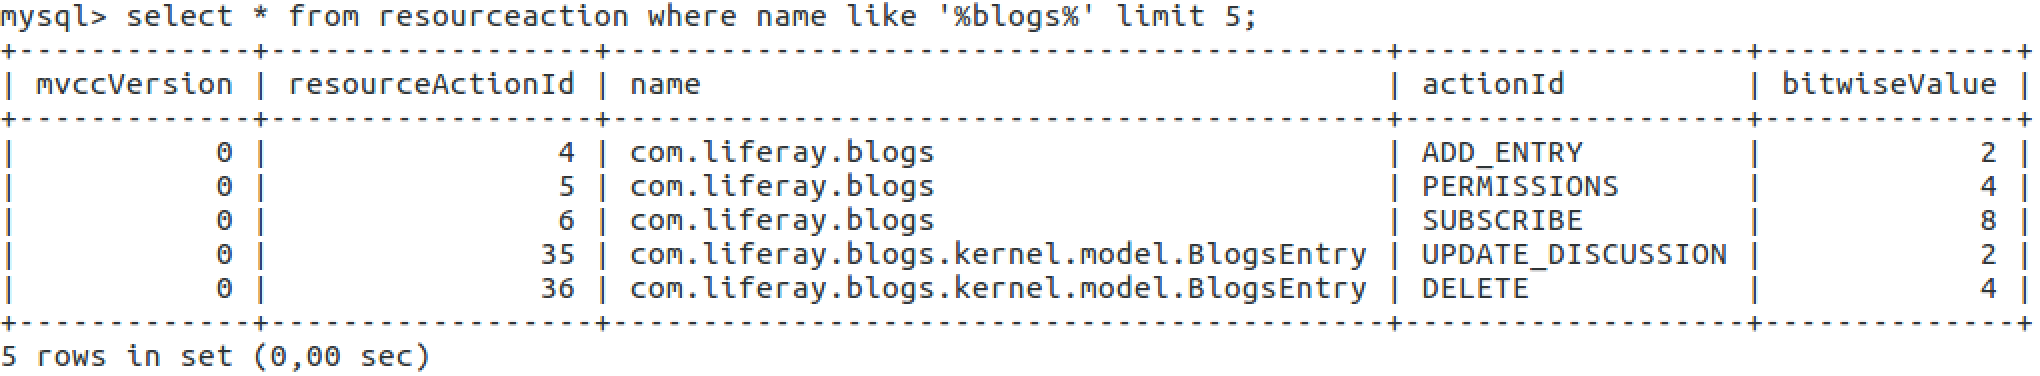 mysql> select * from resourceaction where name like '%blogs%' limit 5;
+-------------+------------------+-------------------------------------------+-------------------+--------------+
| mvccVersion | resourceActionId | name                                      | actionId          | bitwiseValue |
+-------------+------------------+-------------------------------------------+-------------------+--------------+
|           0 |                4 | com.liferay.blogs                         | ADD_ENTRY         |            2 |
|           0 |                5 | com.liferay.blogs                         | PERMISSIONS       |            4 |
|           0 |                6 | com.liferay.blogs                         | SUBSCRIBE         |            8 |
|           0 |               35 | com.liferay.blogs.kernel.model.BlogsEntry | UPDATE_DISCUSSION |            2 |
|           0 |               36 | com.liferay.blogs.kernel.model.BlogsEntry | DELETE            |            4 |
+-------------+------------------+-------------------------------------------+-------------------+--------------+
5 rows in set (0,00 sec)